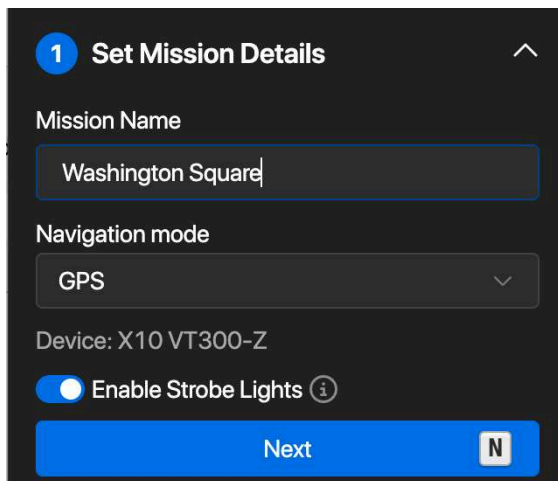 1 Set Mission Details
Mission Name
Washington Square
Navigation mode
GPS
Device: X10 VT300-Z
Enable Strobe Lights
Next N